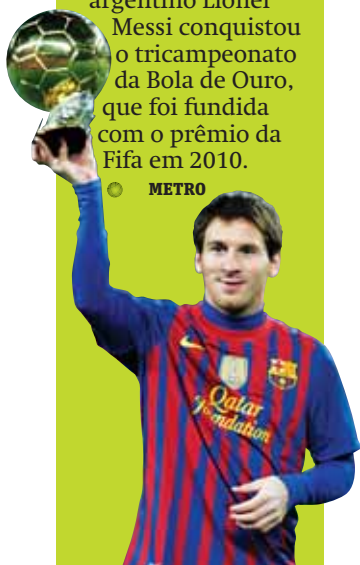 argentino Lionel
Messi conquistou
o tricampeonato
da Bola de Ouro,
que foi fundida
com o prêmio da
Fifa em 2010.
METRO
Qatar
Foundation